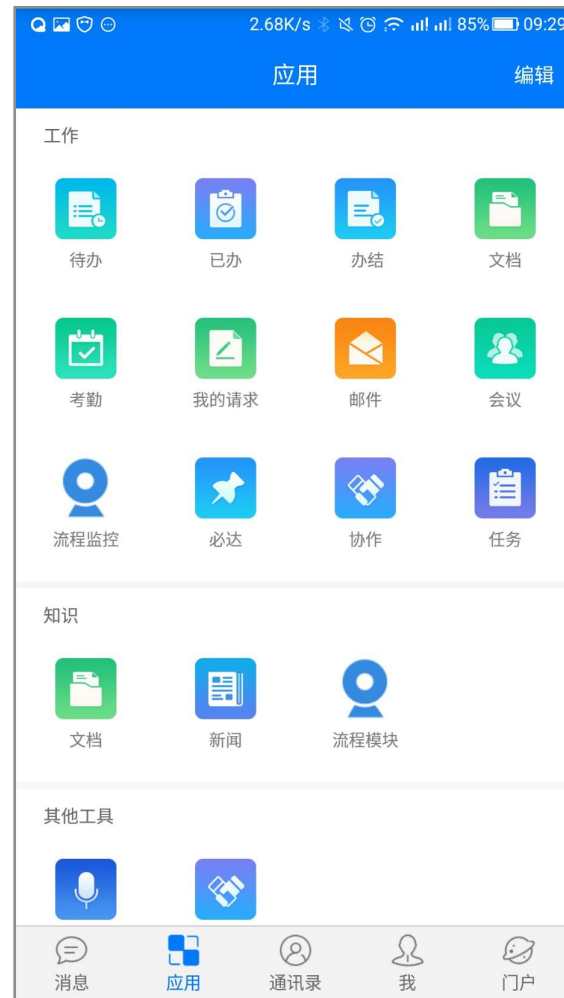 2.68K/s 85% 09:29
应用 编辑
工作
待办 已办 办结 文档
考勤 我的请求 邮件 会议
流程监控 必达 协作 任务
知识
文档 新闻 流程模块
其他工具
消息 应用 通讯录 我 门户